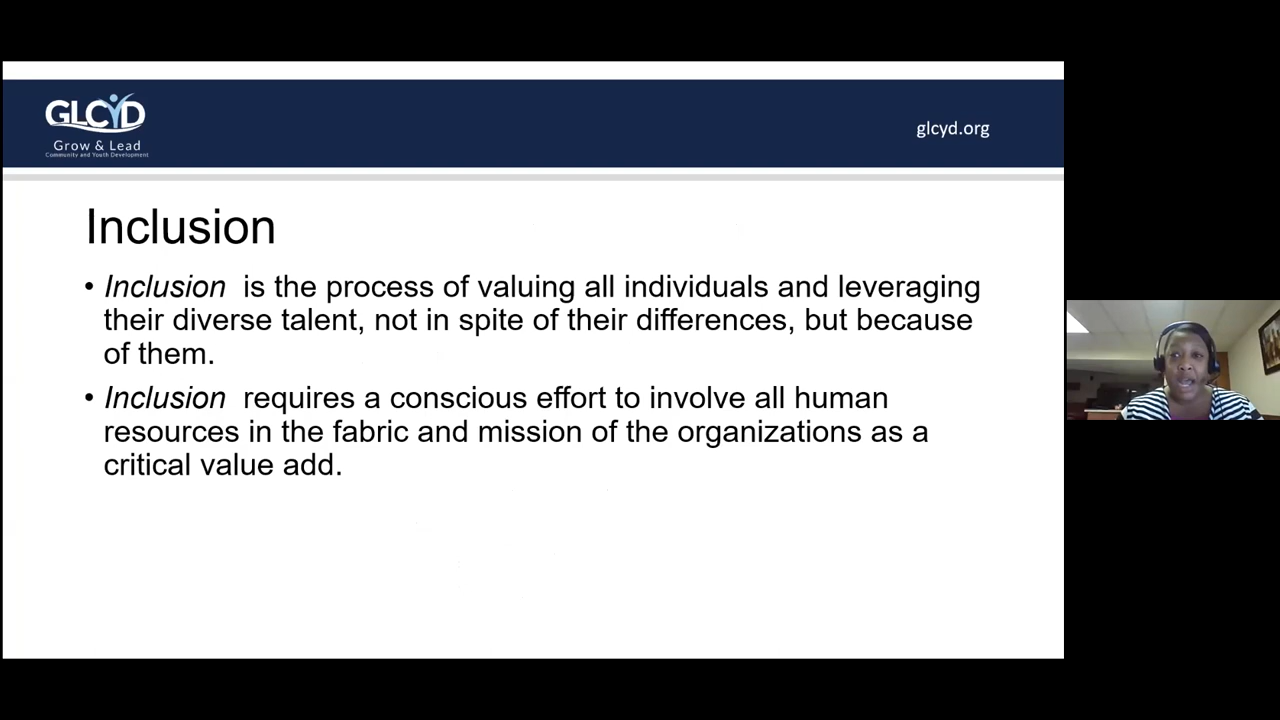 GLCYD
Grow & Lead
Community and Youth Development
glcyd.org
Inclusion
• Inclusion is the process of valuing all individuals and leveraging
their diverse talent, not in spite of their differences, but because
of them.
• Inclusion requires a conscious effort to involve all human
resources in the fabric and mission of the organizations as a
critical value add.